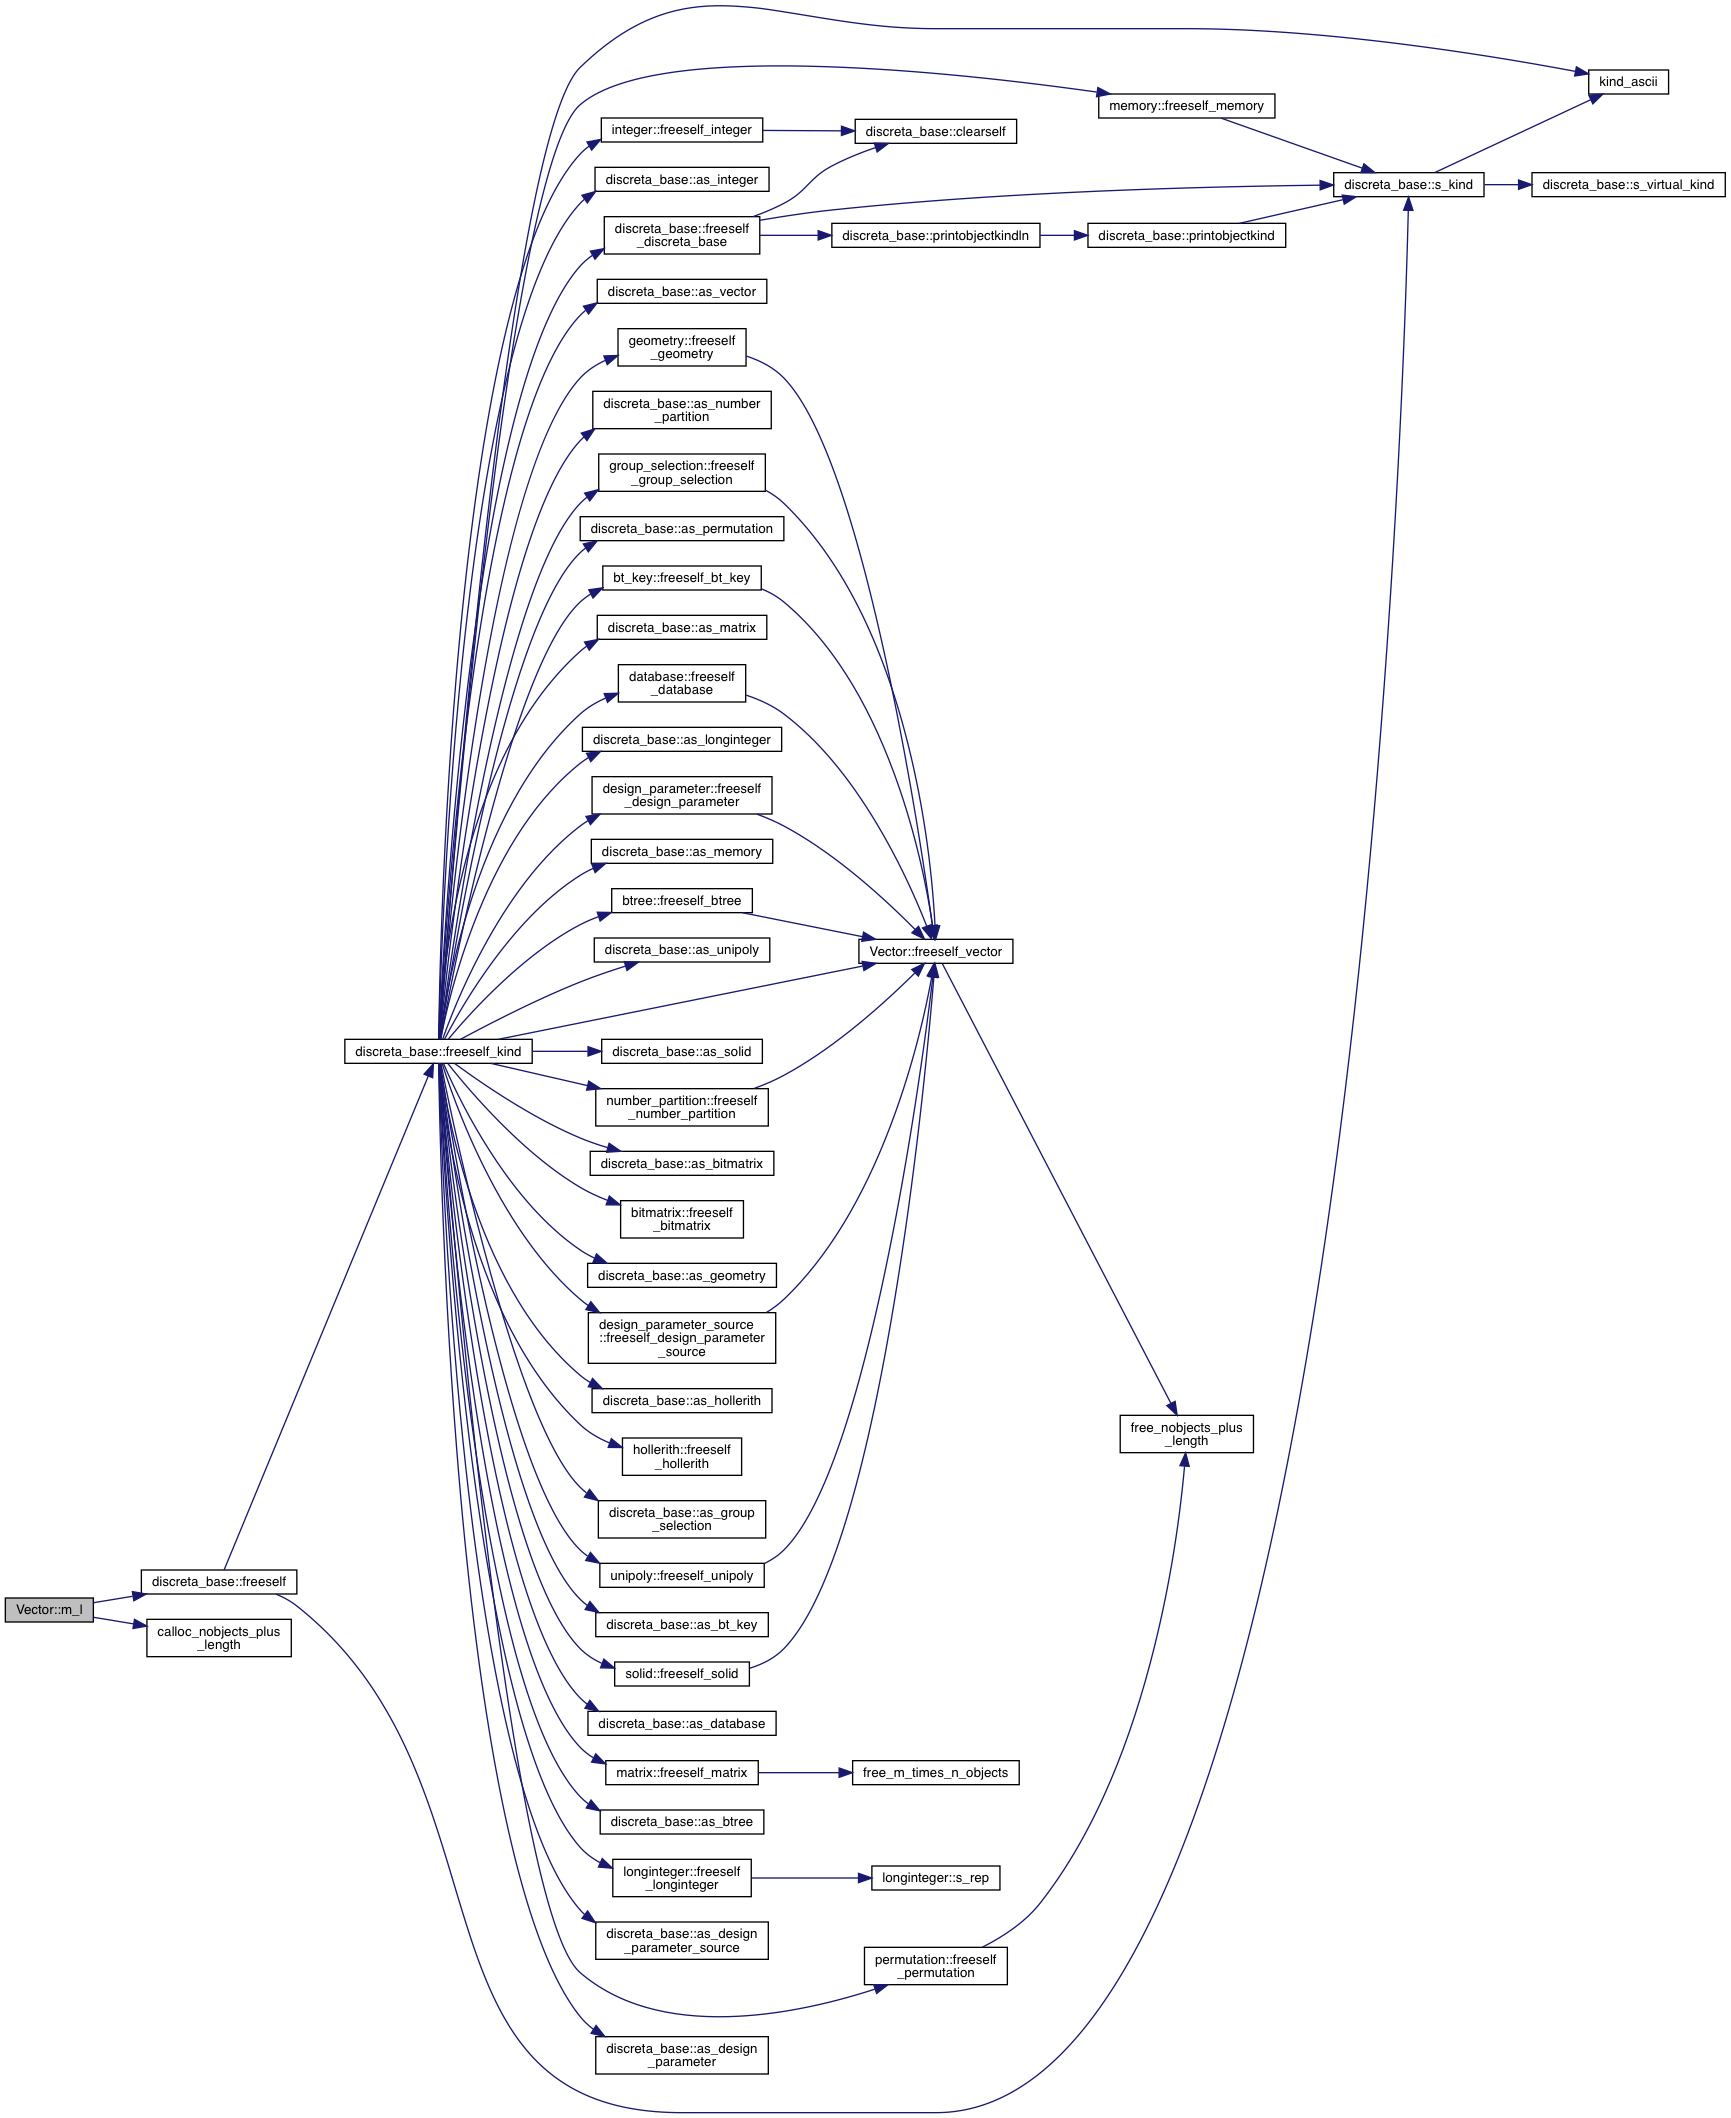 kind_ascii
memory::freeself_memory
integer::freeself_integer
discreta_base::clearself
discreta_base::as_integer
discreta_base::s_kind
discreta_base::s_virtual_kind
discreta_base::freeself
_discreta_base
discreta_base::printobjectkindln
discreta_base::printobjectkind
discreta_base::as_vector
geometry::freeself
_geometry
discreta_base::as_number
_partition
group_selection::freeself
_group_selection
discreta_base::as_permutation
bt_key::freeself_bt_key
discreta_base::as_matrix
database::freeself
_database
discreta_base::as_longinteger
design_parameter::freeself
_design_parameter
discreta_base::as_memory
btree::freeself_btree
discreta_base::as_unipoly
Vector::freeself_vector
discreta_base::freeself_kind
discreta_base::as_solid
number_partition::freeself
_number_partition
discreta_base::as_bitmatrix
bitmatrix::freeself
_bitmatrix
discreta_base::as_geometry
design_parameter_source
::freeself_design_parameter
_source
discreta_base::as_hollerith
free_nobjects_plus
_length
hollerith::freeself
_hollerith
discreta_base::as_group
_selection
unipoly::freeself_unipoly
discreta_base::freeself
Vector::m_l
calloc_nobjects_plus
_length
discreta_base::as_bt_key
solid::freeself_solid
discreta_base::as_database
matrix::freeself_matrix
free_m_times_n_objects
discreta_base::as_btree
longinteger::freeself
_longinteger
longinteger::s_rep
discreta_base::as_design
_parameter_source
permutation::freeself
_permutation
discreta_base::as_design
_parameter